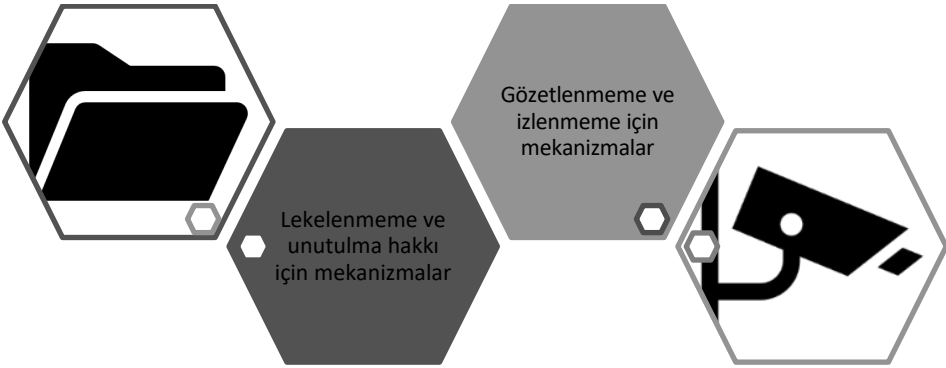 Gözetlenmeme ve
izlenmeme için
mekanizmalar
Lekelenmeme ve
unutulma hakkı
için mekanizmalar